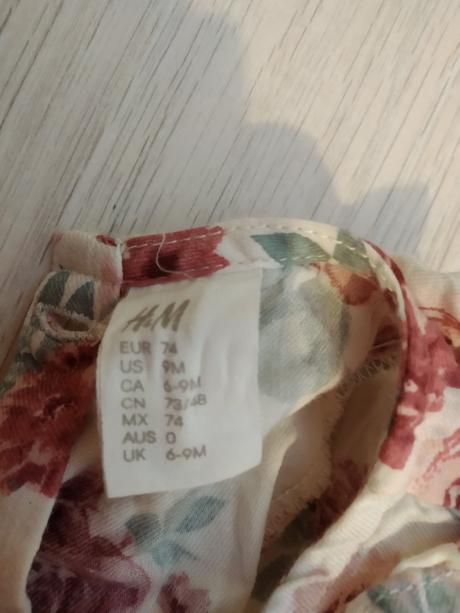 H&M
EUR 74
US 9M
CA 6-9M
CN 73/48
MX 74
AUS 0
UK 6-9M